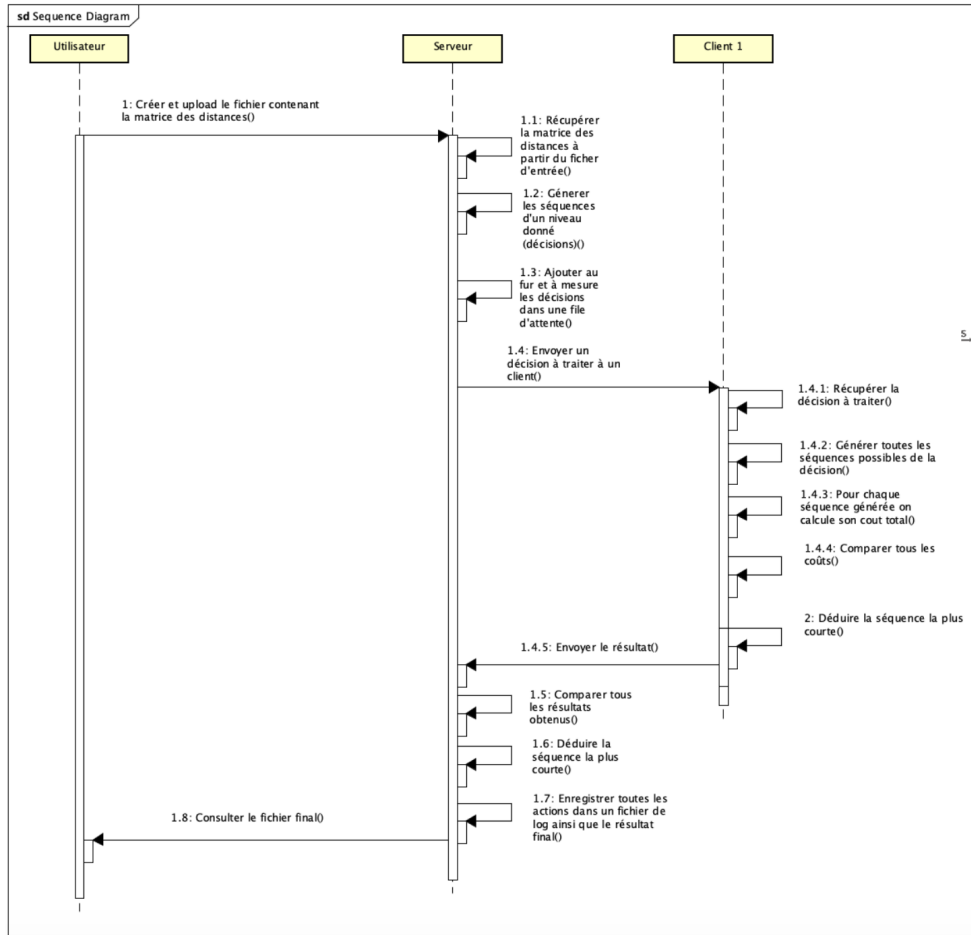 sd Sequence Diagram
Utilisateur
Serveur
Client 1
1: Créer et upload le fichier contenant
la matrice des distances()
1.1: Récupérer
la matrice des
distances à
partir du ficher
d'entrée()
1.2: Génerer
les séquences
d'un niveau
donné
(décisions)()
1.3: Ajouter au
fur et à mesure
les décisions
dans une file
d'attente()
s
1.4: Envoyer un
décision à traiter à un
client()
1.4.1: Récupérer la
décision à traiter()
1.4.2: Générer toutes les
séquences possibles de la
décision()
1.4.3: Pour chaque
séquence générée on
calcule son cout total()
1.4.4: Comparer tous les
coûts()
2: Déduire la séquence la plus
courte()
1.4.5: Envoyer le résultat()
1.5: Comparer tous
les résultats
obtenus()
1.6: Déduire la
séquence la plus
courte()
1.7: Enregistrer toutes les
actions dans un fichier de
log ainsi que le résultat
final()
1.8: Consulter le fichier final()